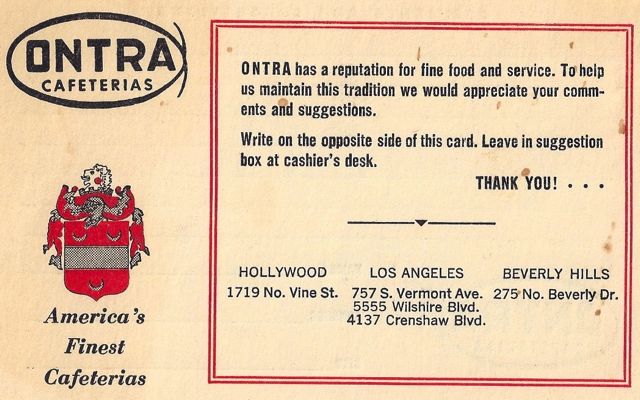 ONTRA
CAFETERIAS
America's
Finest
Cafeterias
ONTRA has a reputation for fine food and service. To help
us maintain this tradition we would appreciate your comm-
ents and suggestions.
Write on the opposite side of this card. Leave in suggestion
box at cashier's desk.
THANK YOU! . . .
HOLLYWOOD LOS ANGELES BEVERLY HILLS
1719 No. Vine St. 757 S. Vermont Ave. 275 No. Beverly Dr.
5555 Wilshire Blvd.
4137 Crenshaw Blvd.